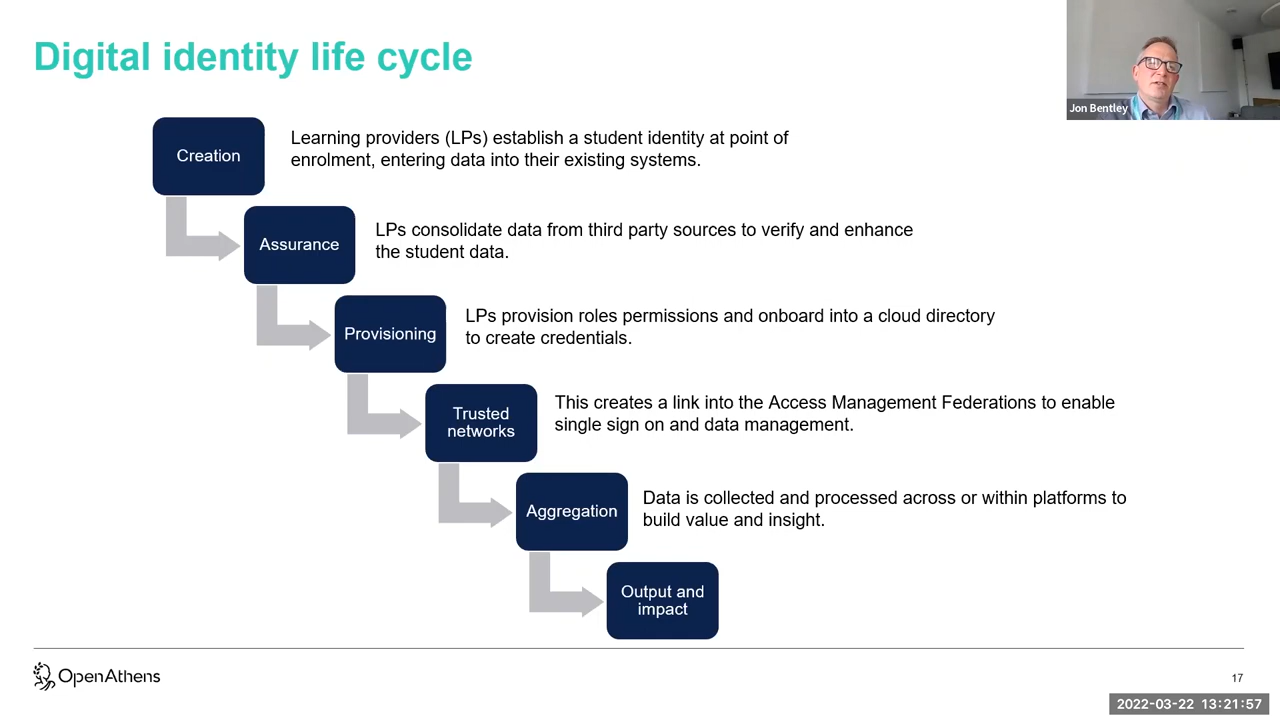 Digital identity life cycle
Jon Bentley
Creation
Learning providers (LPs) establish a student identity at point of
enrolment, entering data into their existing systems.
Assurance
LPs consolidate data from third party sources to verify and enhance
the student data.
Provisioning
LPs provision roles permissions and onboard into a cloud directory
to create credentials.
Trusted
networks
This creates a link into the Access Management Federations to enable
single sign on and data management.
Aggregation
Data is collected and processed across or within platforms to
build value and insight.
Output and
impact
OpenAthens
17
2022-03-22 13:21:57